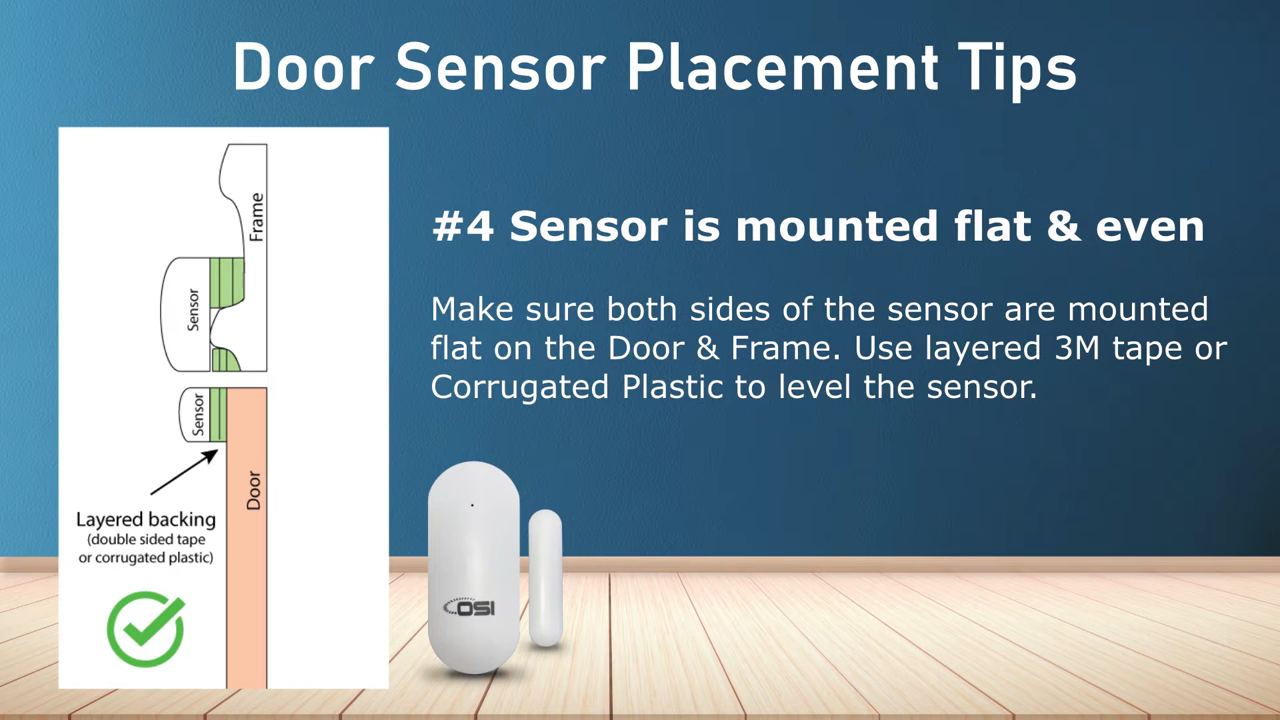 Door Sensor Placement Tips
Frame
Sensor
Sensor
Door
Layered backing
(double sided tape
or corrugated plastic)
#4 Sensor is mounted flat & even
Make sure both sides of the sensor are mounted
flat on the Door & Frame. Use layered 3M tape or
Corrugated Plastic to level the sensor.
OSI